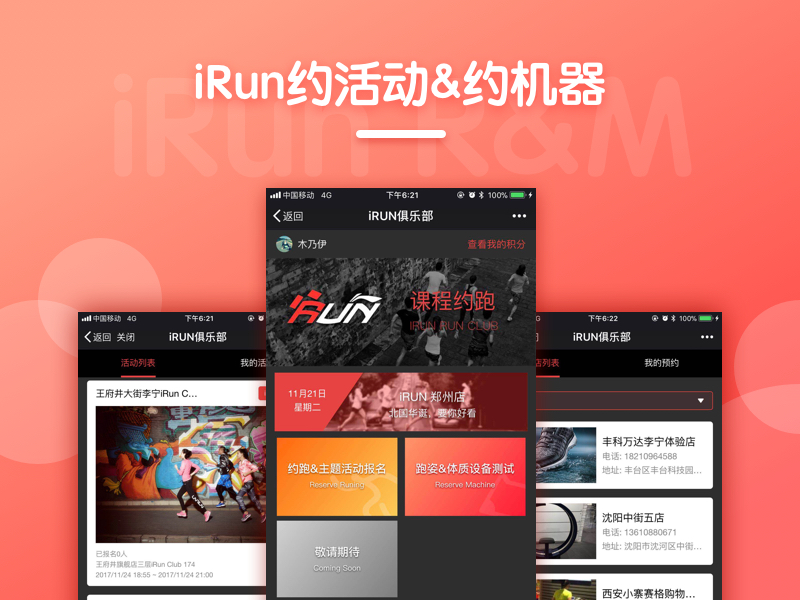 iRun约活动&约机器
iRun R&M
中国移动 4G 下午6:21 100%
返回 iRUN俱乐部
木乃伊 查看我的积分
iRUN
课程约跑
IRUN RUN CLUB
11月21日
星期二
iRUN 郑州店
北国华诞，要你好看
约跑&主题活动报名
Reserve Runing
跑姿&体质设备测试
Reserve Machine
敬请期待
Coming Soon
中国移动 4G 下午6:21
返回 关闭 iRUN俱乐部
活动列表 我的活
王府井大街李宁iRun C...
已报名0人
王府井旗舰店三层iRun Club 174
2017/11/24 18:55 ~ 2017/11/24 21:00
下午6:22 100%
iRUN俱乐部
店列表 我的预约
丰科万达李宁体验店
电话: 18210964588
地址: 丰台区丰台科技园...
沈阳中街五店
电话: 13610880671
地址: 沈阳市沈河区中街...
西安小寨赛格购物...